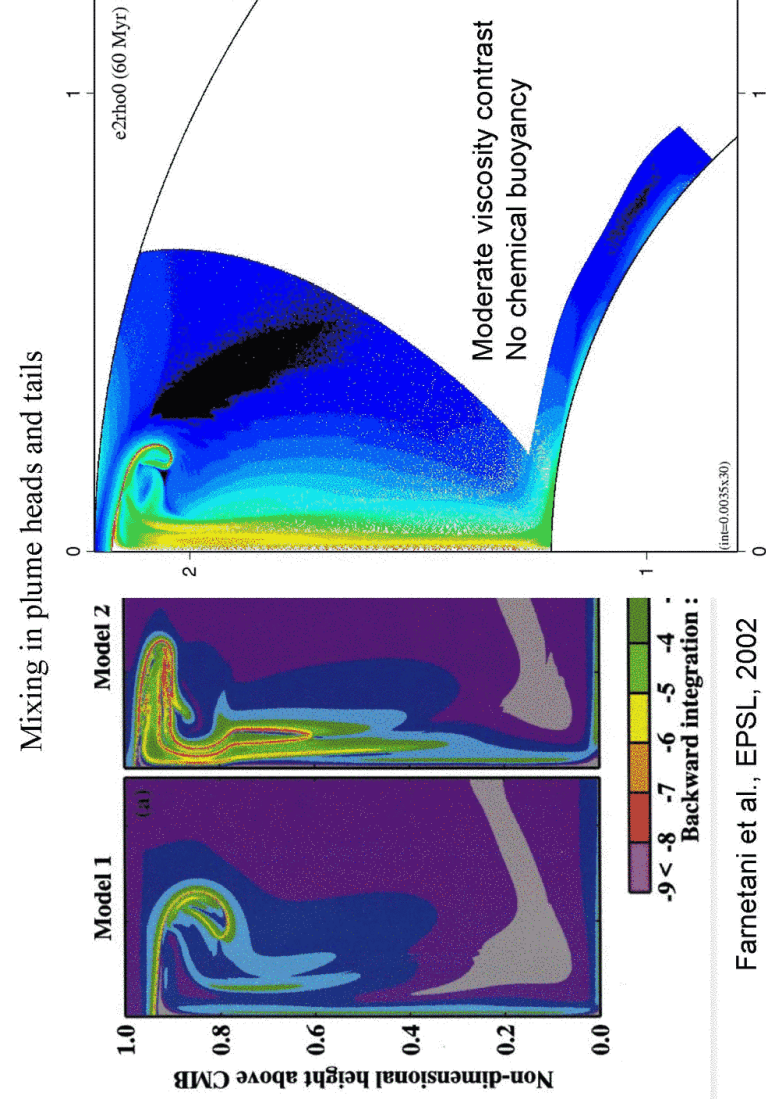 Mixing in plume heads and tails
Model 1
Model 2
(a)
Non-dimensional height above CMB
1.0
0.8
0.6
0.4
0.2
0.0
-9 < -8 -7 -6 -5 -4
Backward integration :
Farnetani et al., EPSL, 2002
e2rho0 (60 Myr)
Moderate viscosity contrast
No chemical buoyancy
(int=0.0035x30)
0
1
2
1
0
1